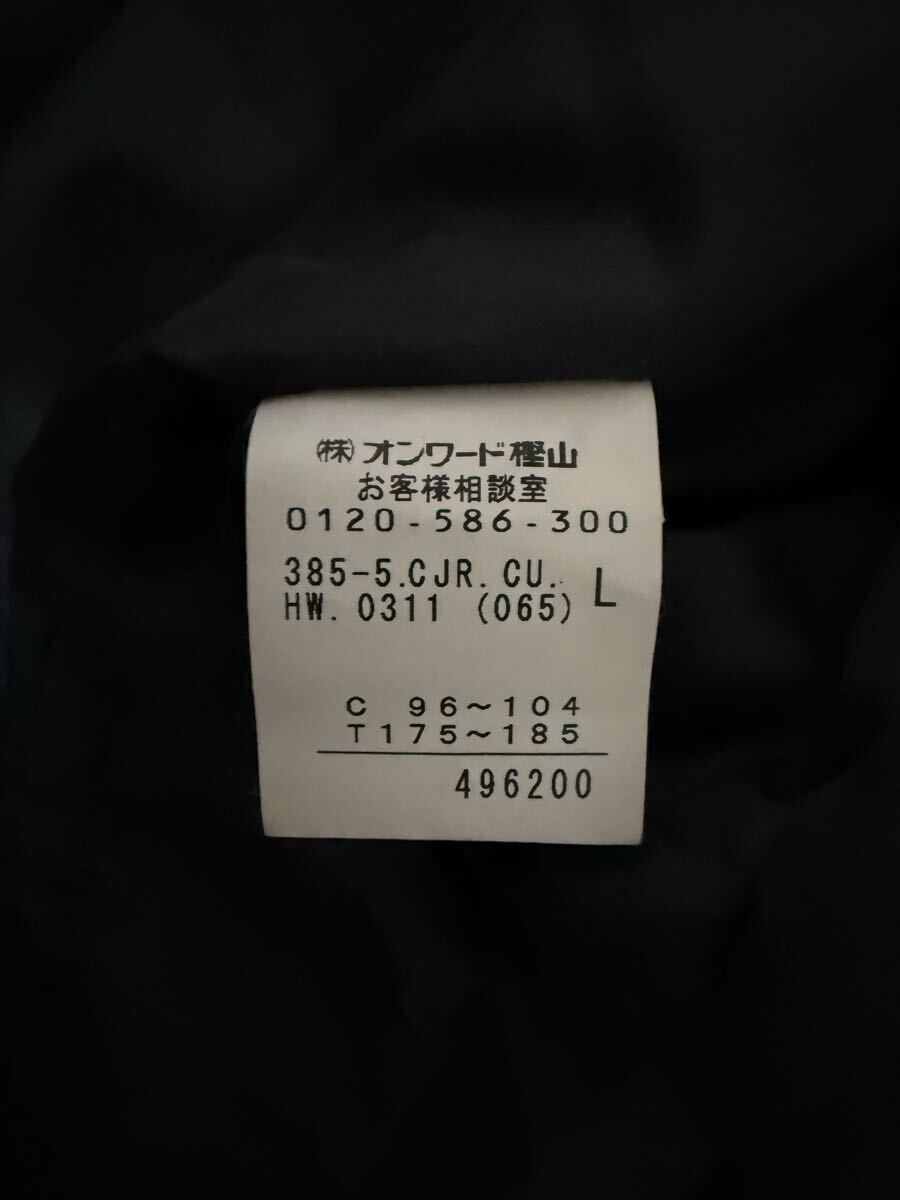 ㈱オンワード樫山
お客様相談室
0120-586-300
385-5.CJR.CU. L
HW. 0311 (065)
C 96～104
T175～185
496200